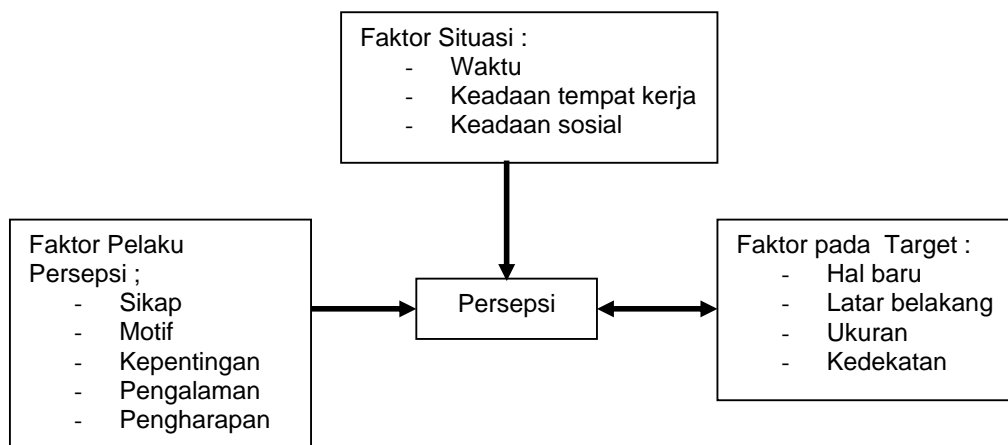 Faktor Situasi :
- Waktu
- Keadaan tempat kerja
- Keadaan sosial
Faktor Pelaku
Persepsi ;
- Sikap
- Motif
- Kepentingan
- Pengalaman
- Pengharapan
Persepsi
Faktor pada Target :
- Hal baru
- Latar belakang
- Ukuran
- Kedekatan